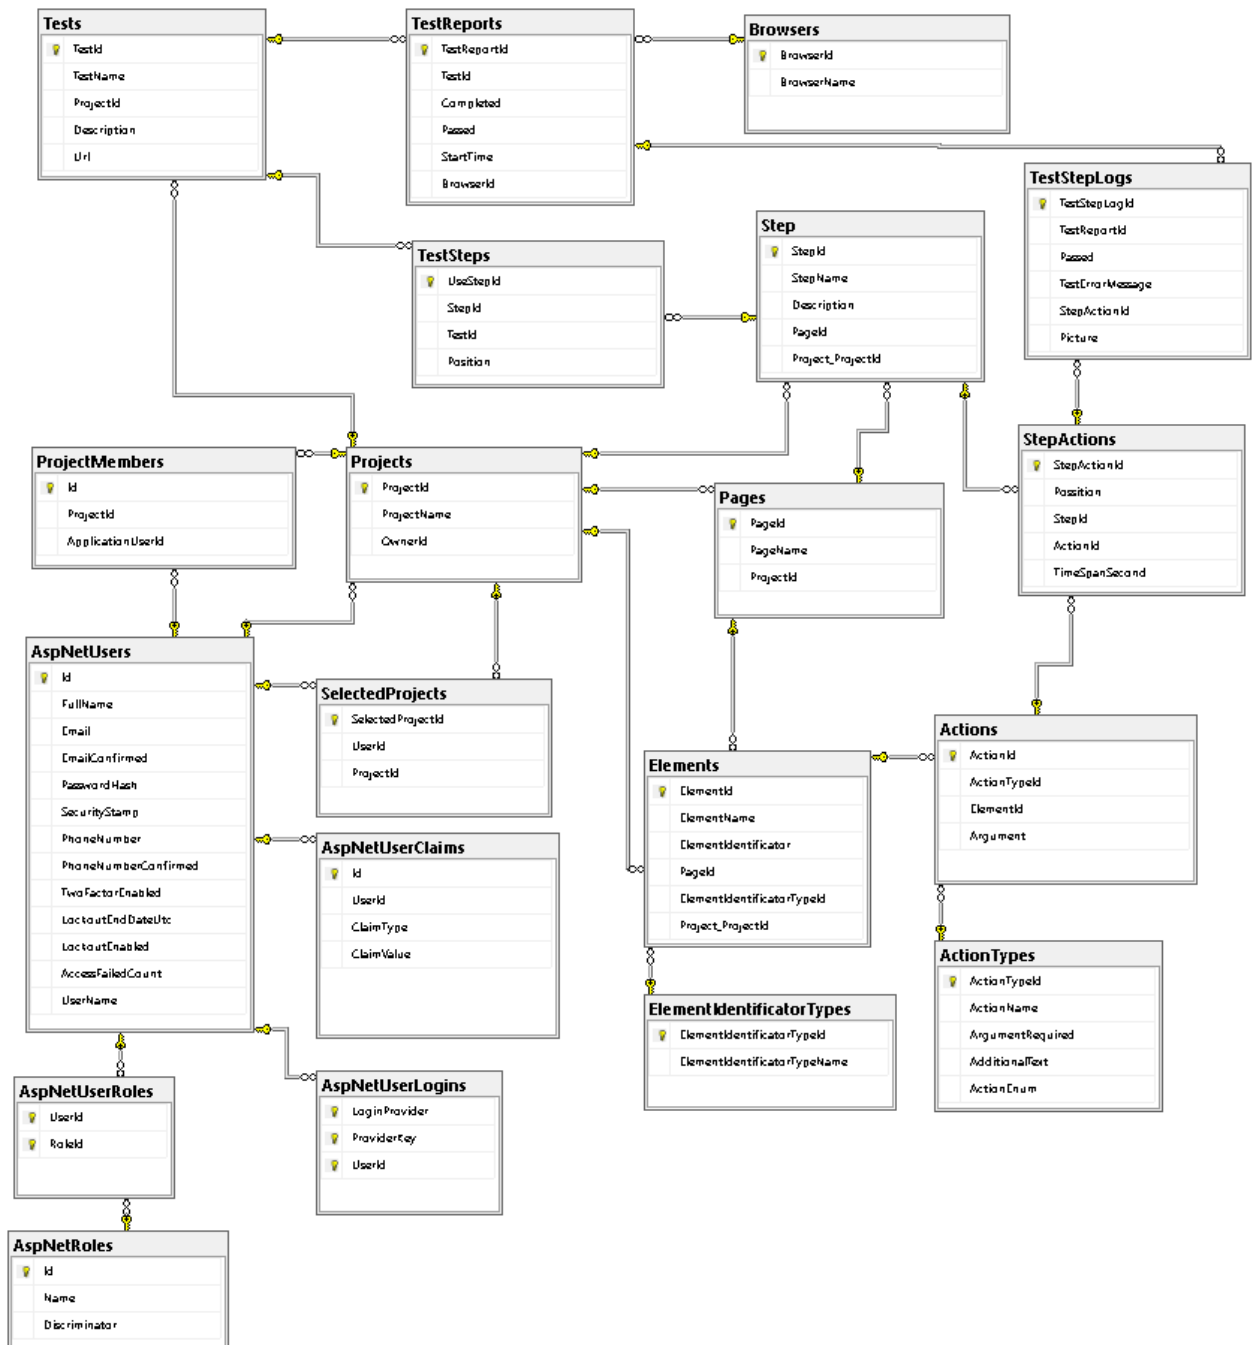 Tests
TestId
TestName
ProjectId
Description
Url
TestReports
TestReportId
TestId
Completed
Passed
StartTime
BrowserId
Browsers
BrowserId
BrowserName
TestStepLogs
TestStepLogId
TestReportId
Passed
TestErrorMessage
StepActionId
Picture
TestSteps
UseStepId
StepId
TestId
Position
Step
StepId
StepName
Description
PageId
Project_ProjectId
ProjectMembers
Id
ProjectId
ApplicationUserId
Projects
ProjectId
ProjectName
OwnerId
Pages
PageId
PageName
ProjectId
StepActions
StepActionId
Possition
StepId
ActionId
TimeSpanSecond
AspNetUsers
Id
FullName
Email
EmailConfirmed
PasswordHash
SecurityStamp
PhoneNumber
PhoneNumberConfirmed
TwoFactorEnabled
LockoutEndDateUtc
LockoutEnabled
AccessFailedCount
UserName
SelectedProjects
SelectedProjectId
UserId
ProjectId
AspNetUserClaims
Id
UserId
ClaimType
ClaimValue
Elements
ElementId
ElementName
ElementIdentificator
PageId
ElementIdentificatorTypeId
Project_ProjectId
Actions
ActionId
ActionTypeId
ElementId
Argument
ActionTypes
ActionTypeId
ActionName
ArgumentRequired
AdditionalText
ActionEnum
ElementIdentificatorTypes
ElementIdentificatorTypeId
ElementIdentificatorTypeName
AspNetUserRoles
UserId
RoleId
AspNetUserLogins
LoginProvider
ProviderKey
UserId
AspNetRoles
Id
Name
Discriminator